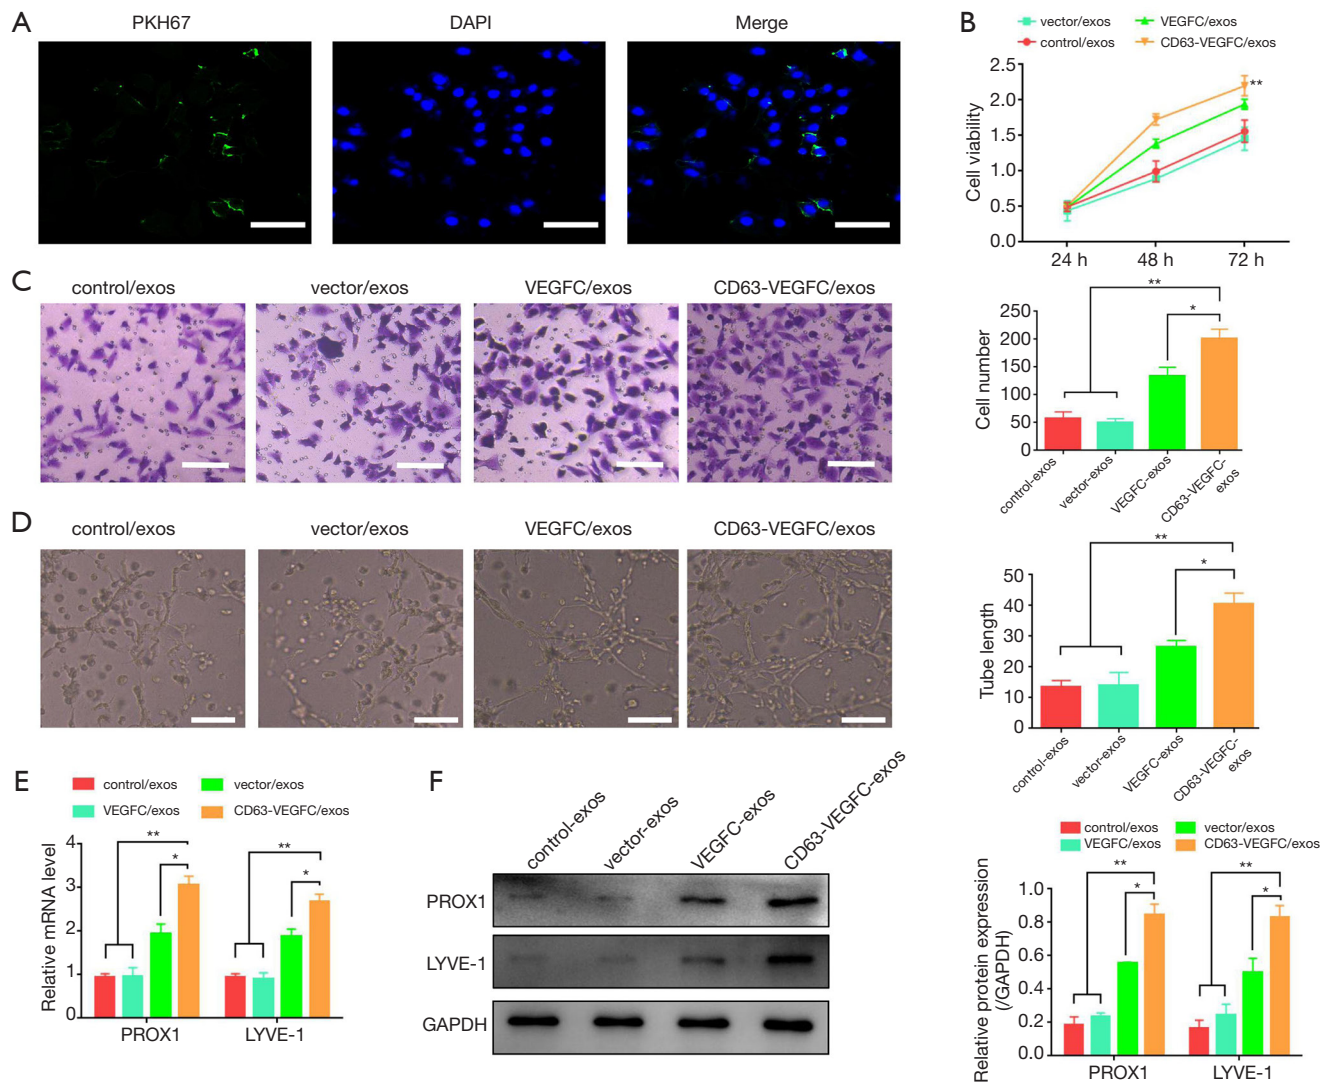 A
PKH67
DAPI
Merge
B
vector/exos
VEGFC/exos
control/exos
CD63-VEGFC/exos
Cell viability
2.5
2.0
1.5
1.0
0.5
0.0
**
24 h
48 h
72 h
C
control/exos
vector/exos
VEGFC/exos
CD63-VEGFC/exos
Cell number
250
200
150
100
50
0
**
*
control-exos
vector-exos
VEGFC-exos
CD63-VEGFC-
exos
D
control/exos
vector/exos
VEGFC/exos
CD63-VEGFC/exos
Tube length
50
40
30
20
10
0
**
*
control-exos
vector-exos
VEGFC-exos
CD63-VEGFC-
exos
E
control/exos
vector/exos
VEGFC/exos
CD63-VEGFC/exos
Relative mRNA level
4
3
2
1
0
**
*
**
*
PROX1
LYVE-1
F
control-exos
vector-exos
VEGFC-exos
CD63-VEGFC-exos
PROX1
LYVE-1
GAPDH
control/exos
vector/exos
VEGFC/exos
CD63-VEGFC/exos
Relative protein expression
(/GAPDH)
1.0
0.8
0.6
0.4
0.2
0.0
**
*
**
*
PROX1
LYVE-1